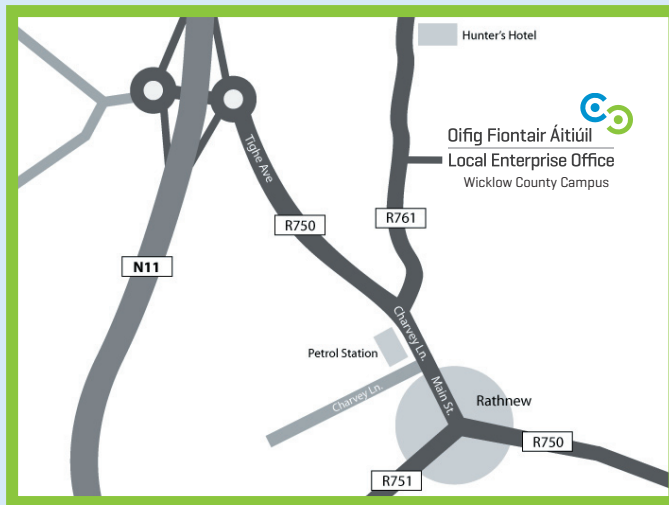 Hunter's Hotel
Oifig Fiontair Áitiúil
Local Enterprise Office
Wicklow County Campus
Tighe Ave
R750
R761
N11
Charvey Ln.
Petrol Station
Charvey Ln.
Main St.
Rathnew
R750
R751